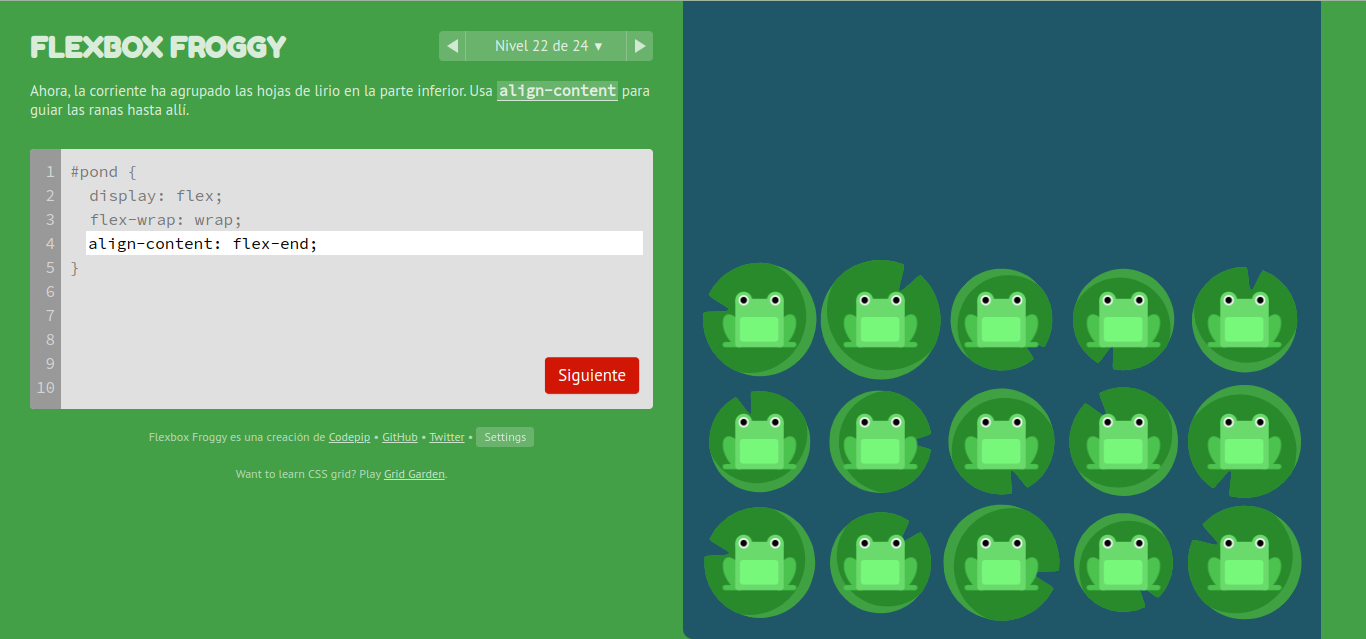 FLEXBOX FROGGY
Nivel 22 de 24 ▾
Ahora, la corriente ha agrupado las hojas de lirio en la parte inferior. Usa align-content para
guiar las ranas hasta allí.
1 #pond {
2 display: flex;
3 flex-wrap: wrap;
4 align-content: flex-end;
5 }
6
7
8
9
10
Siguiente
Flexbox Froggy es una creación de Codepip • GitHub • Twitter • Settings
Want to learn CSS grid? Play Grid Garden.